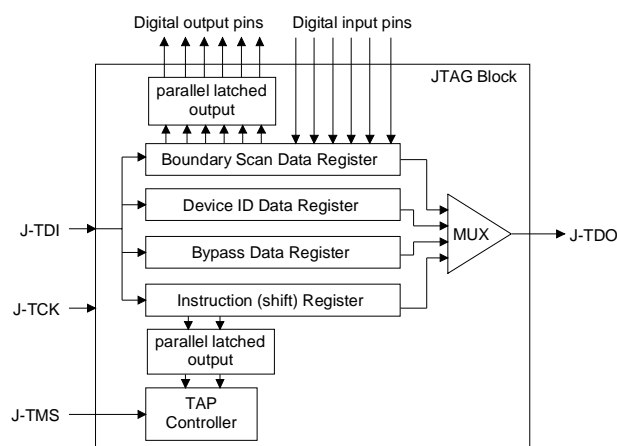 Digital output pins
Digital input pins
JTAG Block
parallel latched
output
Boundary Scan Data Register
Device ID Data Register
J-TDI
MUX
J-TDO
Bypass Data Register
Instruction (shift) Register
J-TCK
parallel latched
output
TAP
Controller
J-TMS